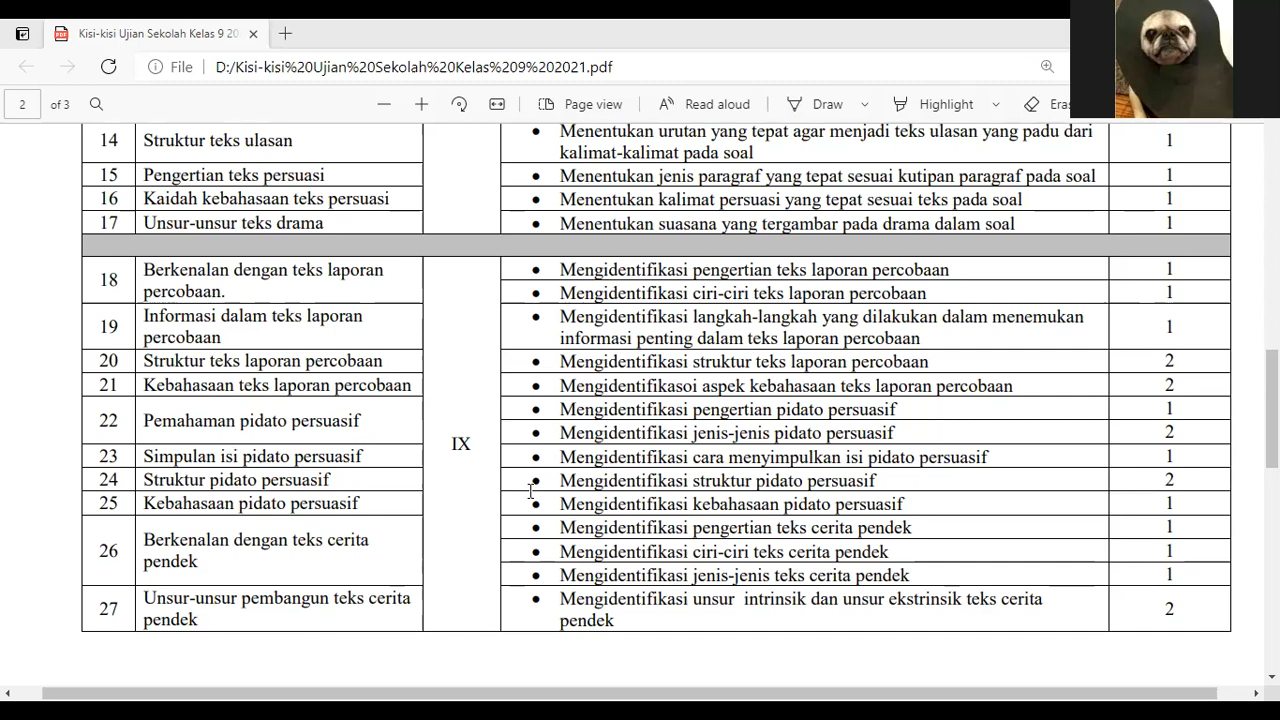 Kisi-kisi Ujian Sekolah Kelas 9 20
File D:/Kisi-kisi%20Ujian%20Sekolah%20Kelas%209%202021.pdf
2 of 3 Page view Read aloud Draw Highlight Eras
14 Struktur teks ulasan • Menentukan urutan yang tepat agar menjadi teks ulasan yang padu dari 1
kalimat-kalimat pada soal
15 Pengertian teks persuasi • Menentukan jenis paragraf yang tepat sesuai kutipan paragraf pada soal 1
16 Kaidah kebahasaan teks persuasi • Menentukan kalimat persuasi yang tepat sesuai teks pada soal 1
17 Unsur-unsur teks drama • Menentukan suasana yang tergambar pada drama dalam soal 1
18 Berkenalan dengan teks laporan • Mengidentifikasi pengertian teks laporan percobaan 1
percobaan. • Mengidentifikasi ciri-ciri teks laporan percobaan 1
19 Informasi dalam teks laporan • Mengidentifikasi langkah-langkah yang dilakukan dalam menemukan 1
percobaan informasi penting dalam teks laporan percobaan
20 Struktur teks laporan percobaan • Mengidentifikasi struktur teks laporan percobaan 2
21 Kebahasaan teks laporan percobaan • Mengidentifikasoi aspek kebahasaan teks laporan percobaan 2
22 Pemahaman pidato persuasif • Mengidentifikasi pengertian pidato persuasif 1
• Mengidentifikasi jenis-jenis pidato persuasif 2
IX
23 Simpulan isi pidato persuasif • Mengidentifikasi cara menyimpulkan isi pidato persuasif 1
24 Struktur pidato persuasif • Mengidentifikasi struktur pidato persuasif 2
25 Kebahasaan pidato persuasif • Mengidentifikasi kebahasaan pidato persuasif 1
26 Berkenalan dengan teks cerita • Mengidentifikasi pengertian teks cerita pendek 1
pendek • Mengidentifikasi ciri-ciri teks cerita pendek 1
• Mengidentifikasi jenis-jenis teks cerita pendek 1
27 Unsur-unsur pembangun teks cerita • Mengidentifikasi unsur intrinsik dan unsur ekstrinsik teks cerita 2
pendek pendek